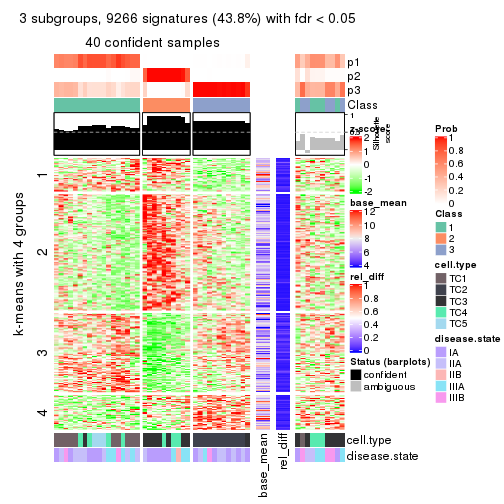 3 subgroups, 9266 signatures (43.8%) with fdr < 0.05
40 confident samples
p1
p2
p3
Class
1
0.5
0
Silhouette
score
k-means with 4 groups
1
2
3
4
cell.type
disease.state
base_mean
rel_diff
z-score
2
1
0
-1
-2
base_mean
12
10
8
6
4
rel_diff
1
0.8
0.6
0.4
0.2
0
Status (barplots)
confident
ambiguous
Prob
1
0.8
0.6
0.4
0.2
0
Class
1
2
3
cell.type
TC1
TC2
TC3
TC4
TC5
disease.state
IA
IIA
IIB
IIIA
IIIB